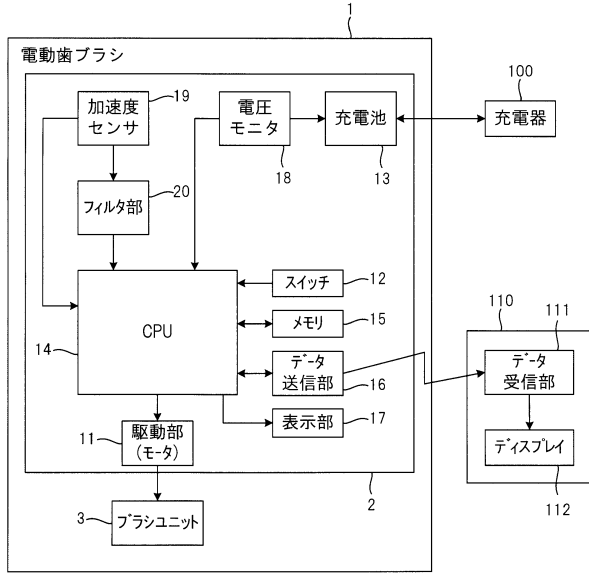 1
電動歯ブラシ
2
加速度
センサ
19
電圧
モニタ
18
充電池
13
100
充電器
フィルタ部
20
CPU
14
スイッチ
12
メモリ
15
データ
送信部
16
表示部
17
駆動部
(モータ)
11
ブラシユニット
3
2
110
111
データ
受信部
ディスプレイ
112